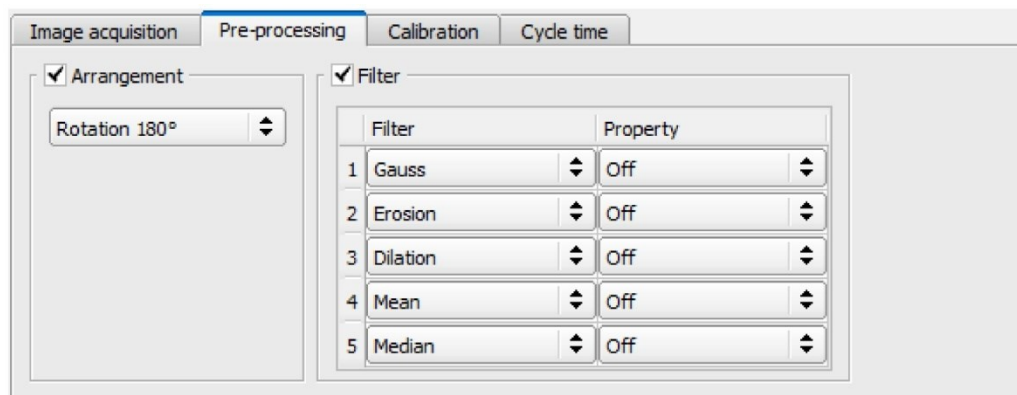 Image acquisition Pre-processing Calibration Cycle time
Arrangement
Rotation 180°
Filter
Filter Property
1 Gauss Off
2 Erosion Off
3 Dilation Off
4 Mean Off
5 Median Off